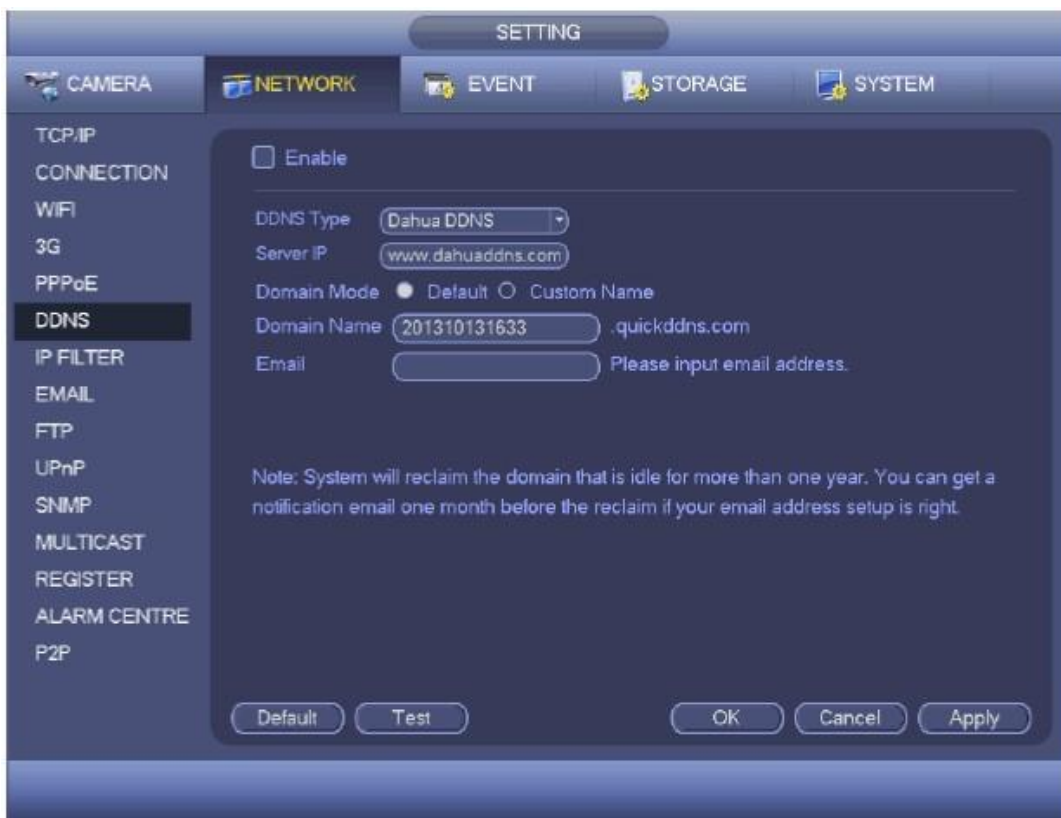 SETTING
CAMERA NETWORK EVENT STORAGE SYSTEM
TCP/IP
CONNECTION
WIFI
3G
PPPoE
DDNS
IP FILTER
EMAIL
FTP
UPnP
SNMP
MULTICAST
REGISTER
ALARM CENTRE
P2P
Enable
DDNS Type Dahua DDNS
Server IP www.dahuaddns.com
Domain Mode Default Custom Name
Domain Name 201310131633 .quickddns.com
Email Please input email address.
Note: System will reclaim the domain that is idle for more than one year. You can get a
notification email one month before the reclaim if your email address setup is right.
Default Test OK Cancel Apply